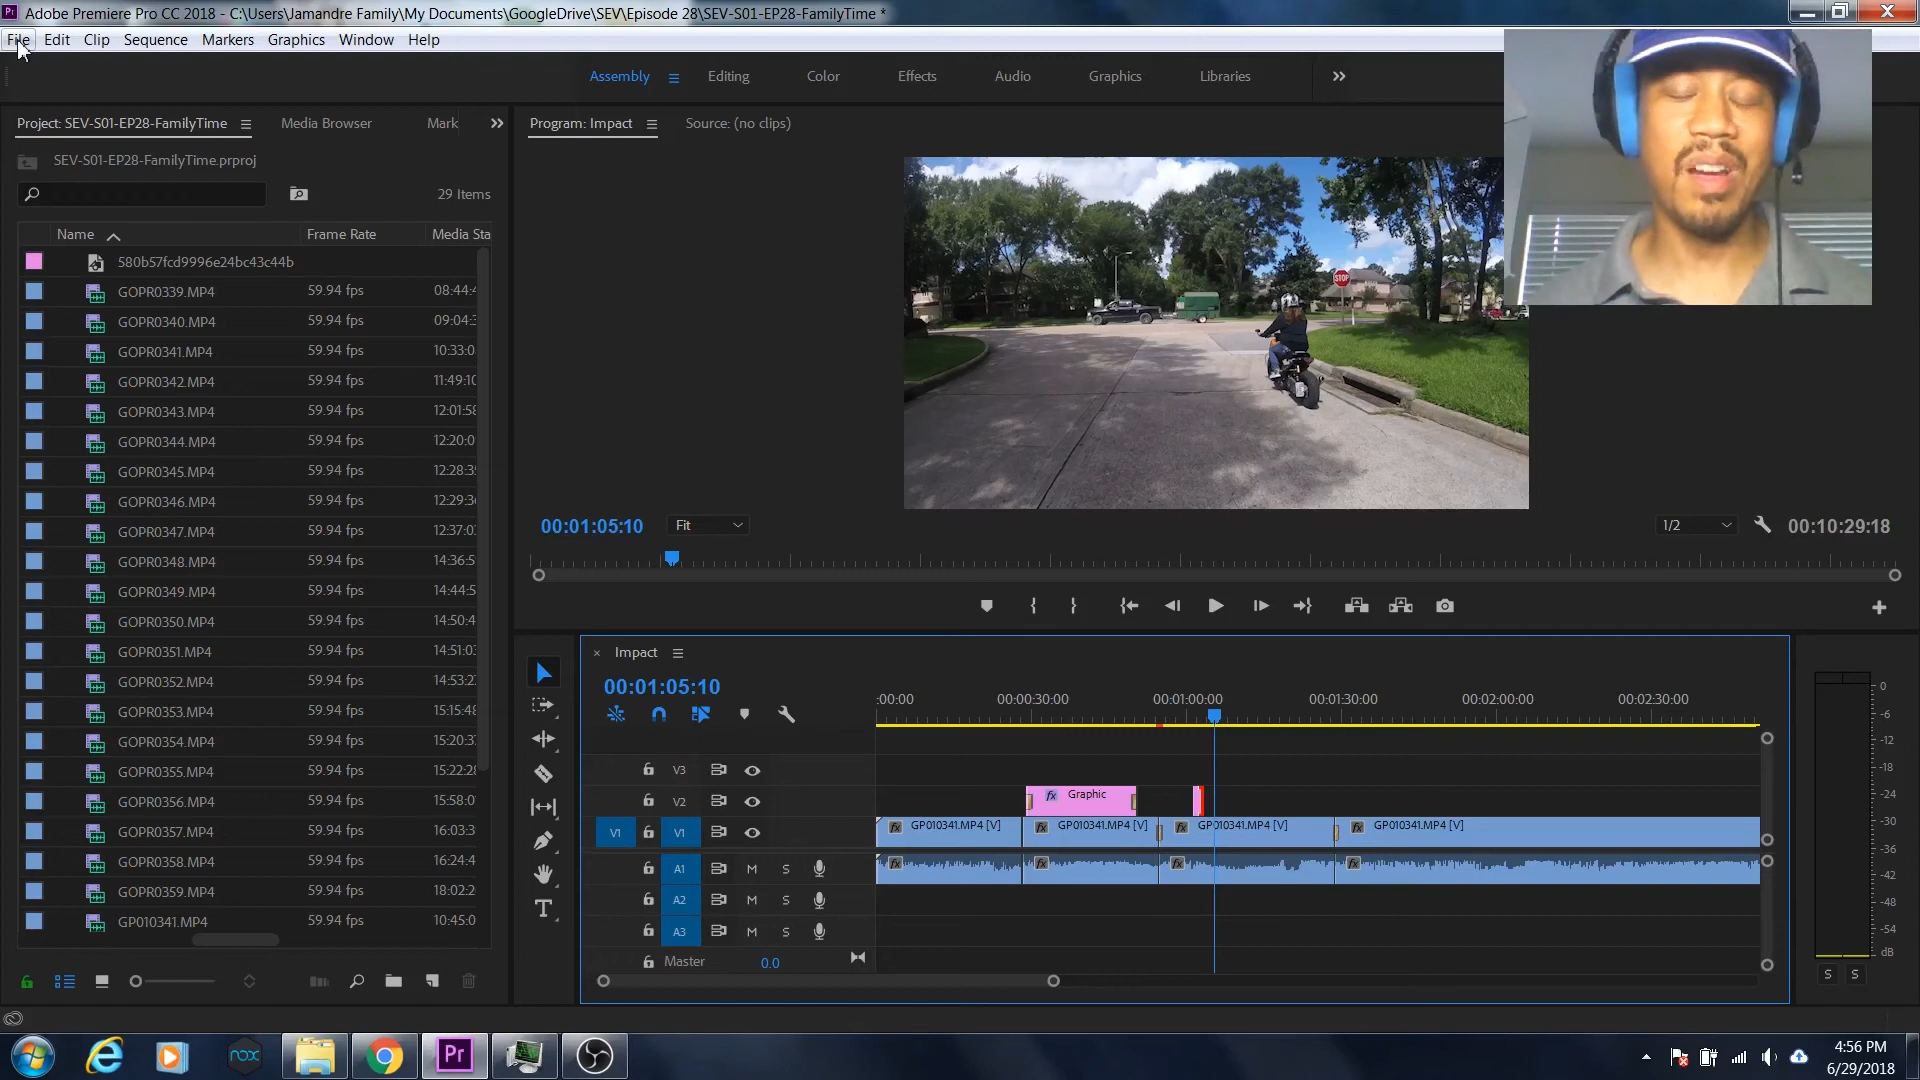 Adobe Premiere Pro CC 2018 - C:\Users\Jamandre Family\My Documents\GoogleDrive\SEV\Episode 28\SEV-S01-EP28-FamilyTime *
File Edit Clip Sequence Markers Graphics Window Help
Assembly Editing Color Effects Audio Graphics Libraries
Project: SEV-S01-EP28-FamilyTime Media Browser Mark
Program: Impact Source: (no clips)
SEV-S01-EP28-FamilyTime.prproj
29 Items
Name Frame Rate Media Sta
580b57fcd9996e24bc43c44b
GOPR0339.MP4 59.94 fps 08:44:4
GOPR0340.MP4 59.94 fps 09:04:
GOPR0341.MP4 59.94 fps 10:33:0
GOPR0342.MP4 59.94 fps 11:49:10
GOPR0343.MP4 59.94 fps 12:01:58
GOPR0344.MP4 59.94 fps 12:20:0
GOPR0345.MP4 59.94 fps 12:28:3
GOPR0346.MP4 59.94 fps 12:29:3
GOPR0347.MP4 59.94 fps 12:37:0
GOPR0348.MP4 59.94 fps 14:36:5
GOPR0349.MP4 59.94 fps 14:44:5
GOPR0350.MP4 59.94 fps 14:50:4
GOPR0351.MP4 59.94 fps 14:51:0
GOPR0352.MP4 59.94 fps 14:53:2
GOPR0353.MP4 59.94 fps 15:15:4
GOPR0354.MP4 59.94 fps 15:20:3
GOPR0355.MP4 59.94 fps 15:22:2
GOPR0356.MP4 59.94 fps 15:58:0
GOPR0357.MP4 59.94 fps 16:03:3
GOPR0358.MP4 59.94 fps 16:24:4
GOPR0359.MP4 59.94 fps 18:02:2
GP010341.MP4 59.94 fps 10:45:0
STOP
00:01:05:10 Fit 1/2 00:10:29:18
Impact
00:01:05:10
:00:00 00:00:30:00 00:01:00:00 00:01:30:00 00:02:00:00 00:02:30:00
V3
V2 fx Graphic
V1 V1 fx GP010341.MP4 [V] fx GP010341.MP4 [V] fx GP010341.MP4 [V] fx GP010341.MP4 [V]
A1 M S fx fx fx fx
A2 M S
A3 M S
Master 0.0
0
-6
-12
-18
-24
-30
-36
-42
-48
-54
dB
S S
Pr
nox
4:56 PM
6/29/2018